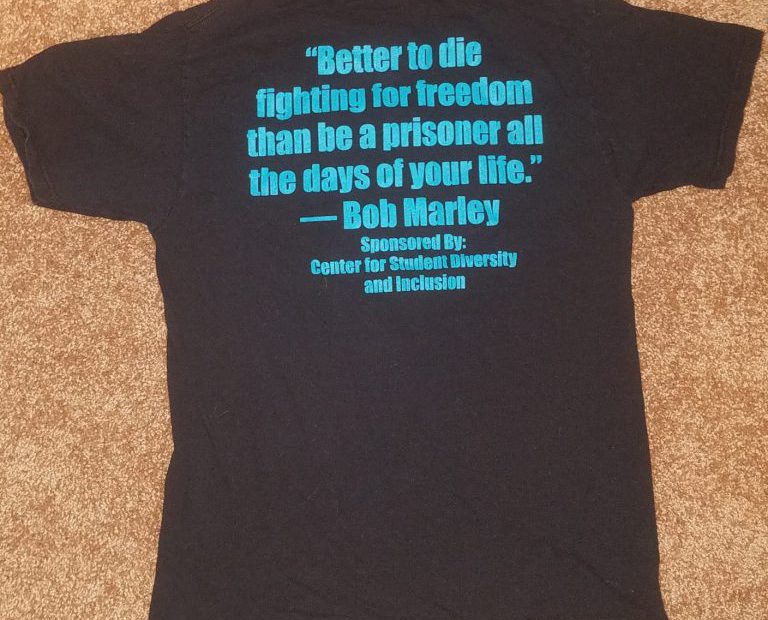 “Better to die
fighting for freedom
than be a prisoner all
the days of your life.”
— Bob Marley
Sponsored By:
Center for Student Diversity
and Inclusion